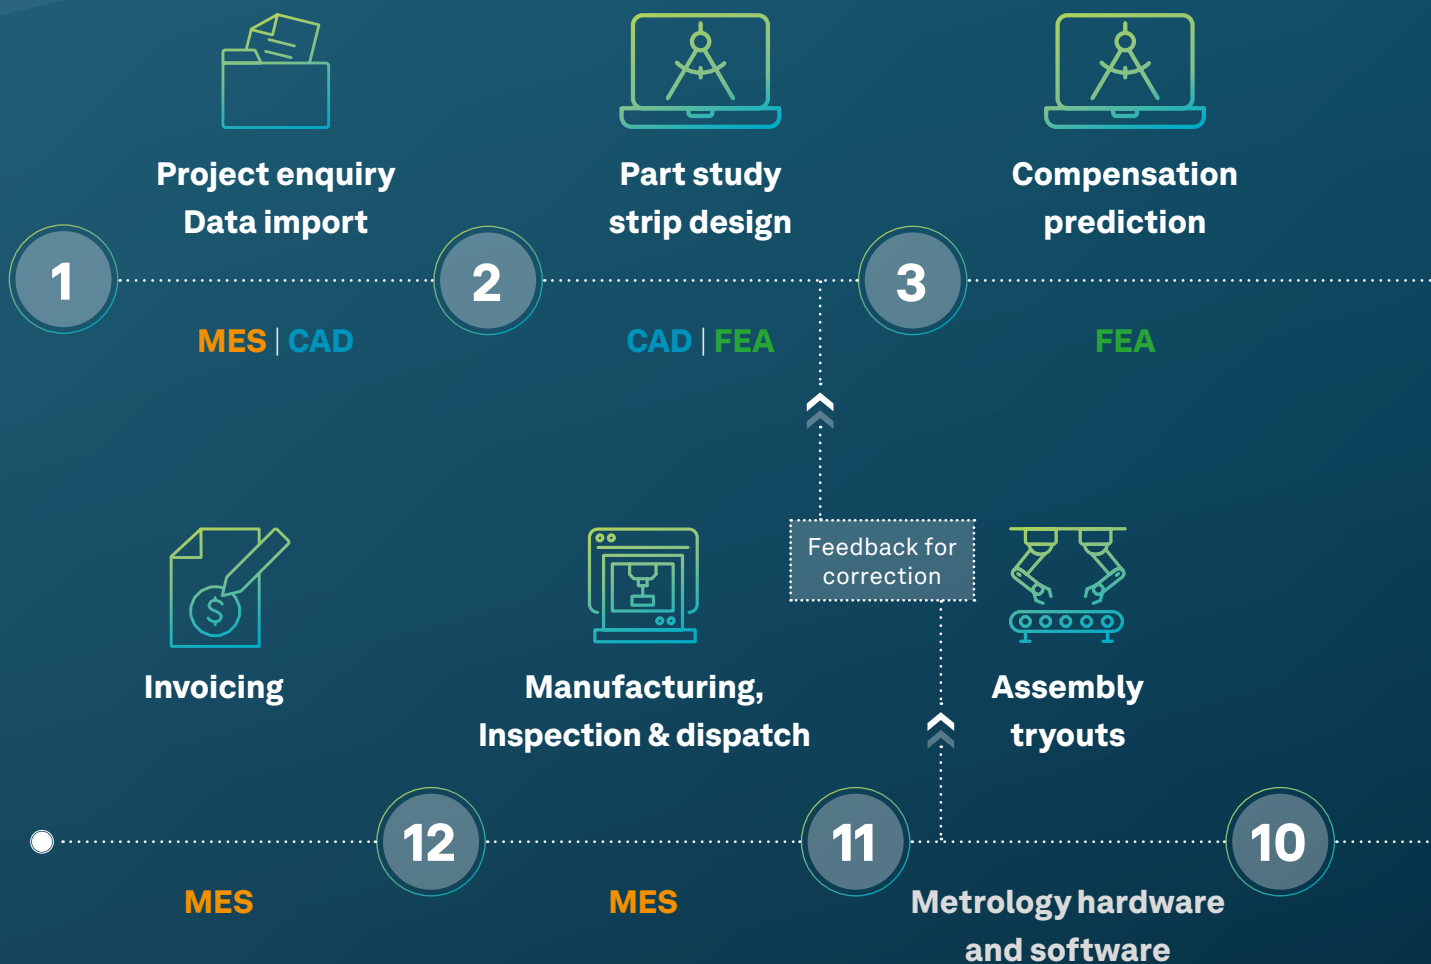 Project enquiry
Data import
Part study
strip design
Compensation
prediction
1
2
3
MES | CAD
CAD | FEA
FEA
Feedback for
correction
$
Invoicing
Manufacturing,
Inspection & dispatch
Assembly
tryouts
12
11
10
MES
MES
Metrology hardware
and software